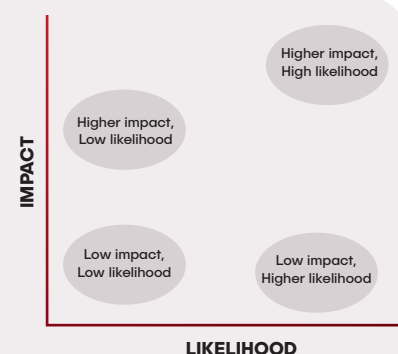 Higher impact,
High likelihood
Higher impact,
Low likelihood
IMPACT
Low impact,
Low likelihood
Low impact,
Higher likelihood
LIKELIHOOD